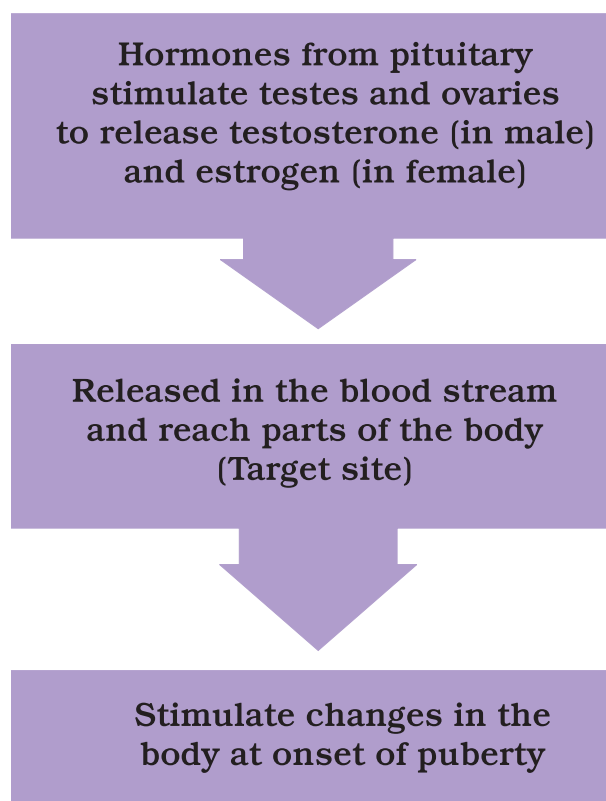 Hormones from pituitary
stimulate testes and ovaries
to release testosterone (in male)
and estrogen (in female)
Released in the blood stream
and reach parts of the body
(Target site)
Stimulate changes in the
body at onset of puberty